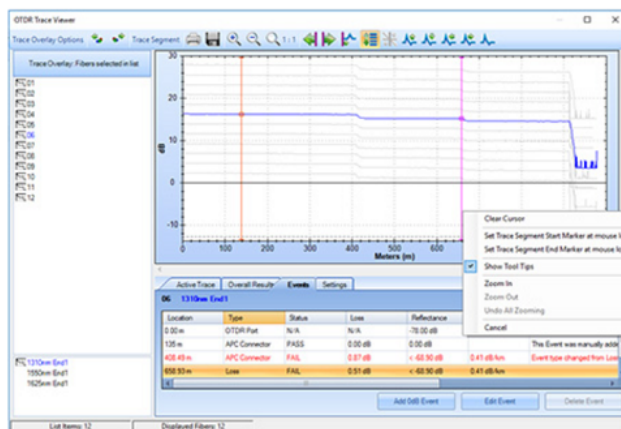 OTDR Trace Viewer
Trace Overlay Options Trace Segment 1:1
Trace Overlay: Fibers selected in list
01
02
03
04
05
06
07
08
09
10
11
12
30
20
10
0
-10
dB
0 200 400 600
Meters (m)
Clear Cursor
Set Trace Segment Start Marker at mouse lo
Set Trace Segment End Marker at mouse lo
Show Tool Tips
Zoom In
Zoom Out
Undo All Zooming
Cancel
Active Trace Overall Results Events Settings
06 1310nm End1
Location Type Status Loss Reflectance
0.00 m OTDR Port N/A N/A -78.00 dB
135 m APC Connector PASS 0.00 dB 0.00 dB This Event was manually adde
408.49 m APC Connector FAIL 0.87 dB < -68.90 dB 0.41 dB/km Event type changed from Loss
658.93 m Loss FAIL 0.51 dB < -68.90 dB 0.41 dB/km
1310nm End1
1550nm End1
1625nm End1
Add 0dB Event Edit Event Delete Event
List Items: 12 Displayed Fibers: 12